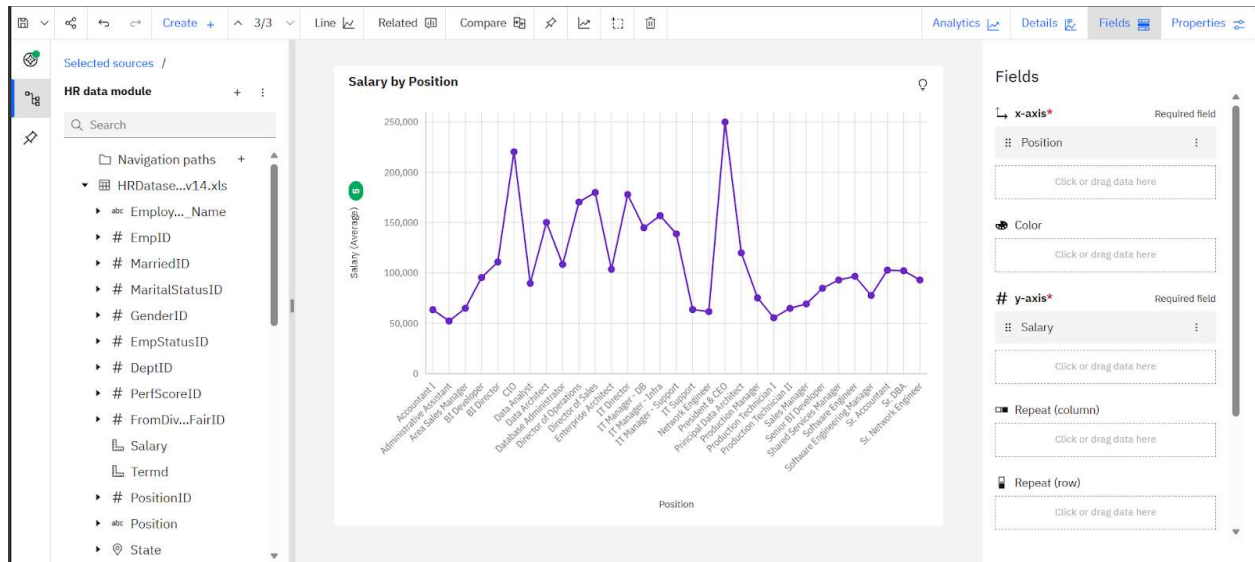 Create +
3/3
Line
Related
Compare
Analytics
Details
Fields
Properties
Selected sources /
HR data module
Search
Navigation paths
HRDatase...v14.xls
abc Employ..._Name
# EmpID
# MarriedID
# MaritalStatusID
# GenderID
# EmpStatusID
# DeptID
# PerfScoreID
# FromDiv...FairID
Salary
Termd
# PositionID
abc Position
State
Salary by Position
250,000
200,000
150,000
100,000
50,000
0
Salary (Average)
5
Accountant I
Administrative Assistant
Area Sales Manager
BI Developer
BI Director
CIO
Data Analyst
Data Architect
Database Administrator
Director of Operations
Director of Sales
Enterprise Architect
IT Director
IT Manager - DB
IT Manager - Infra
IT Manager - Support
IT Support
Network Engineer
President & CEO
Principal Data Architect
Production Manager
Production Technician I
Production Technician II
Sales Manager
Senior BI Developer
Shared Services Manager
Software Engineer
Software Engineering Manager
Sr. Accountant
Sr. DBA
Sr. Network Engineer
Position
Fields
x-axis* Required field
Position
Click or drag data here
Color
Click or drag data here
# y-axis* Required field
Salary
Click or drag data here
Repeat (column)
Click or drag data here
Repeat (row)
Click or drag data here